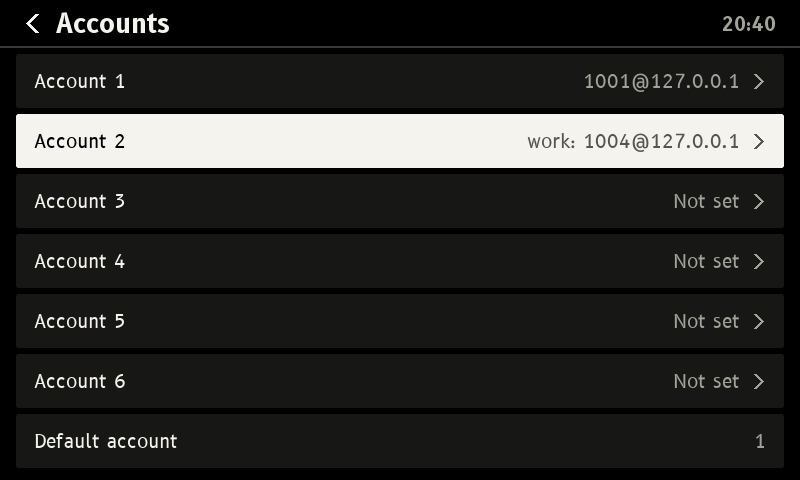 Accounts 20:40
Account 1 1001@127.0.0.1
Account 2 work: 1004@127.0.0.1
Account 3 Not set
Account 4 Not set
Account 5 Not set
Account 6 Not set
Default account 1